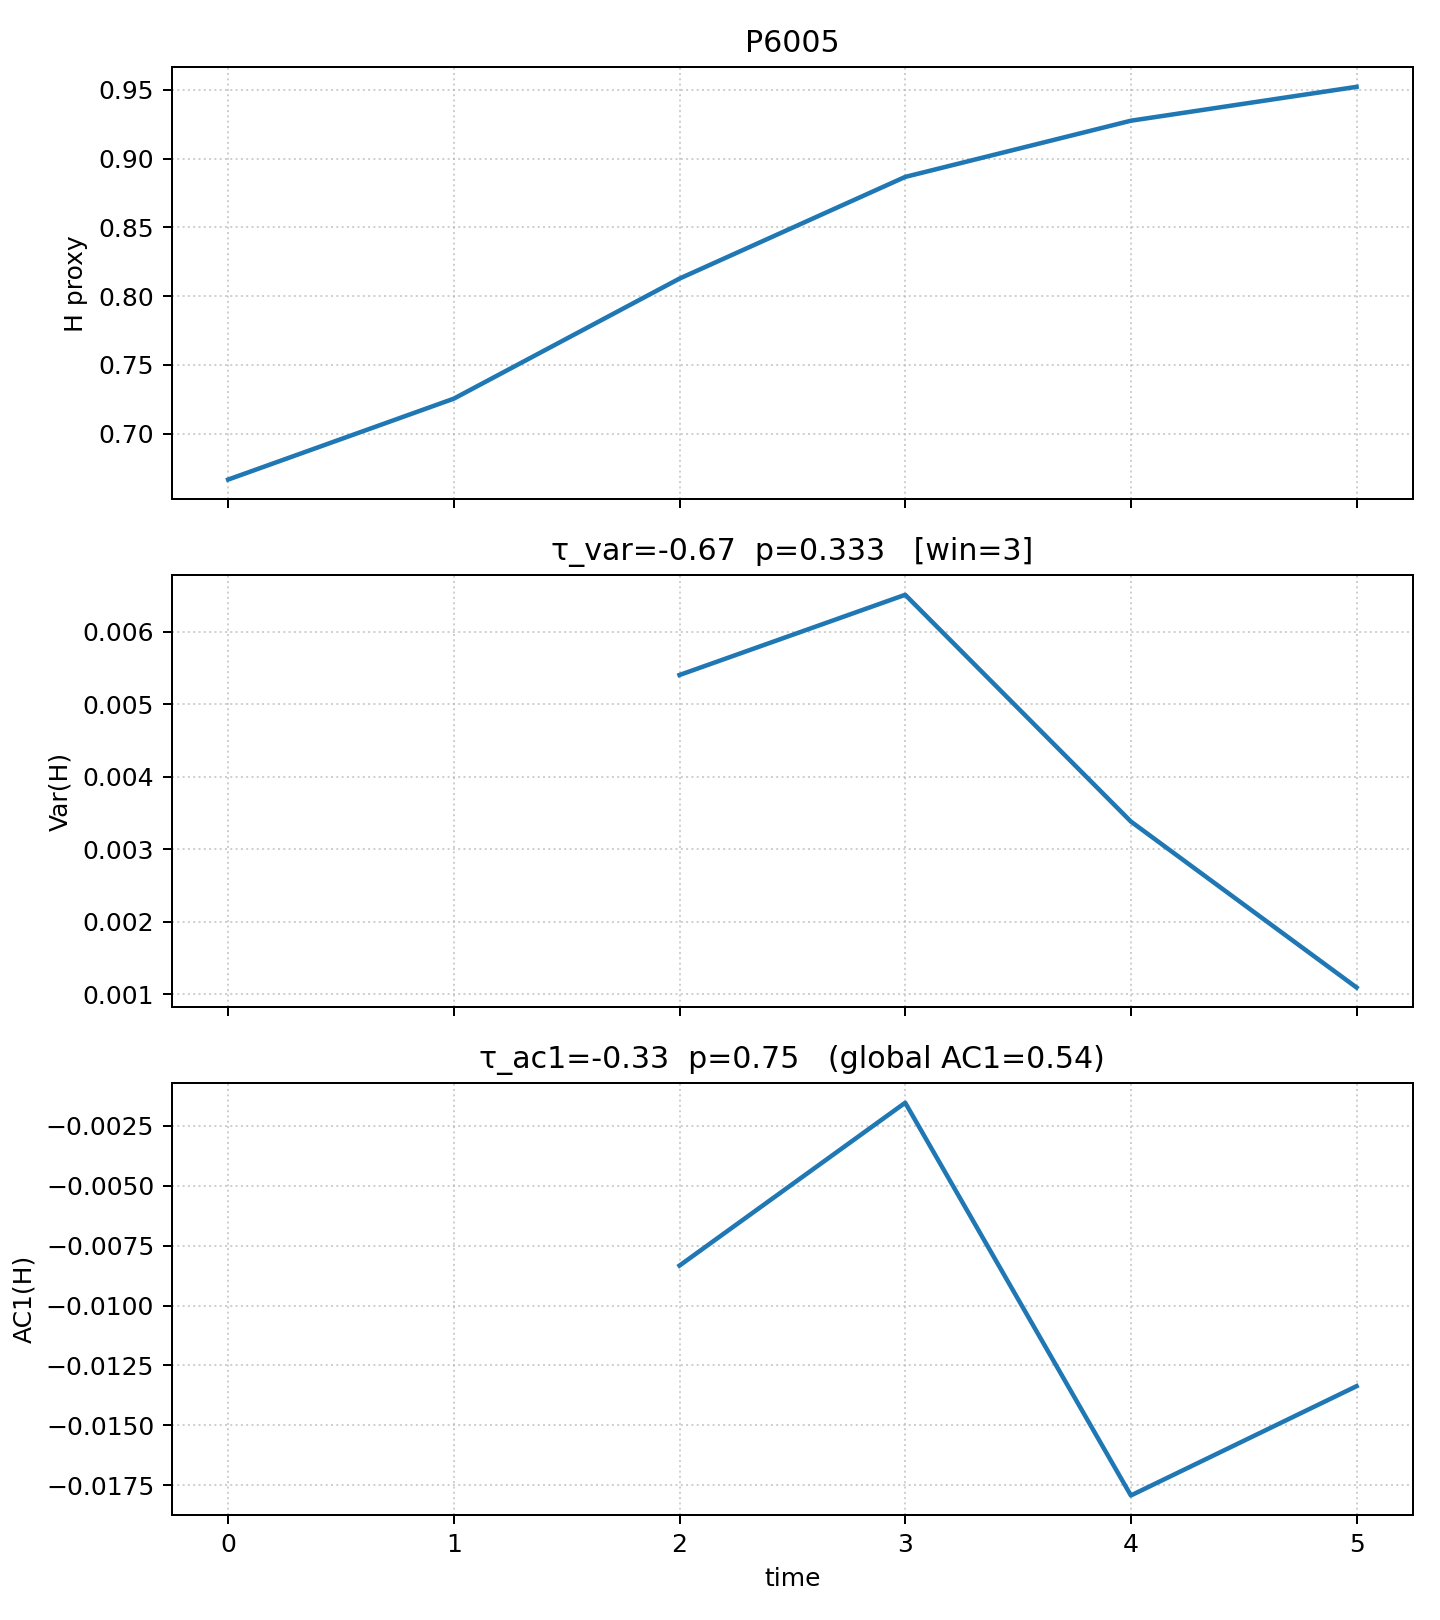 P6005
0.95
0.90
0.85
0.80
0.75
0.70
H proxy
τ_var=-0.67  p=0.333   [win=3]
0.006
0.005
0.004
0.003
0.002
0.001
Var(H)
τ_ac1=-0.33  p=0.75   (global AC1=0.54)
−0.0025
−0.0050
−0.0075
−0.0100
−0.0125
−0.0150
−0.0175
AC1(H)
0 1 2 3 4 5
time